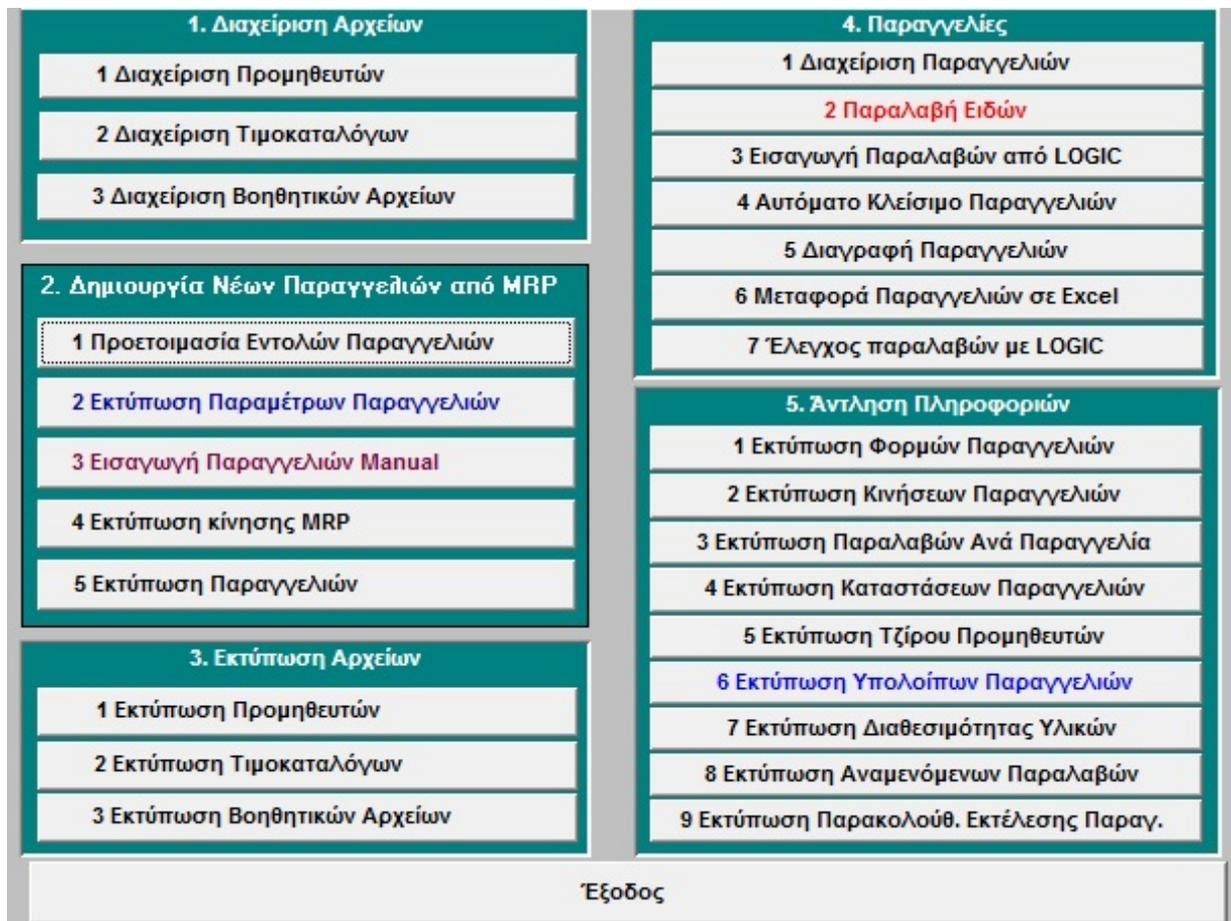 1. Διαχείριση Αρχείων
1 Διαχείριση Προμηθευτών
2 Διαχείριση Τιμοκαταλόγων
3 Διαχείριση Βοηθητικών Αρχείων
2. Δημιουργία Νέων Παραγγελιών από MRP
1 Προετοιμασία Εντολών Παραγγελιών
2 Εκτύπωση Παραμέτρων Παραγγελιών
3 Εισαγωγή Παραγγελιών Manual
4 Εκτύπωση κίνησης MRP
5 Εκτύπωση Παραγγελιών
3. Εκτύπωση Αρχείων
1 Εκτύπωση Προμηθευτών
2 Εκτύπωση Τιμοκαταλόγων
3 Εκτύπωση Βοηθητικών Αρχείων
4. Παραγγελίες
1 Διαχείριση Παραγγελιών
2 Παραλαβή Ειδών
3 Εισαγωγή Παραλαβών από LOGIC
4 Αυτόματο Κλείσιμο Παραγγελιών
5 Διαγραφή Παραγγελιών
6 Μεταφορά Παραγγελιών σε Excel
7 Έλεγχος παραλαβών με LOGIC
5. Άντληση Πληροφοριών
1 Εκτύπωση Φορμών Παραγγελιών
2 Εκτύπωση Κινήσεων Παραγγελιών
3 Εκτύπωση Παραλαβών Ανά Παραγγελία
4 Εκτύπωση Καταστάσεων Παραγγελιών
5 Εκτύπωση Τζίρου Προμηθευτών
6 Εκτύπωση Υπολοίπων Παραγγελιών
7 Εκτύπωση Διαθεσιμότητας Υλικών
8 Εκτύπωση Αναμενόμενων Παραλαβών
9 Εκτύπωση Παρακολούθ. Εκτέλεσης Παραγ.
Έξοδος